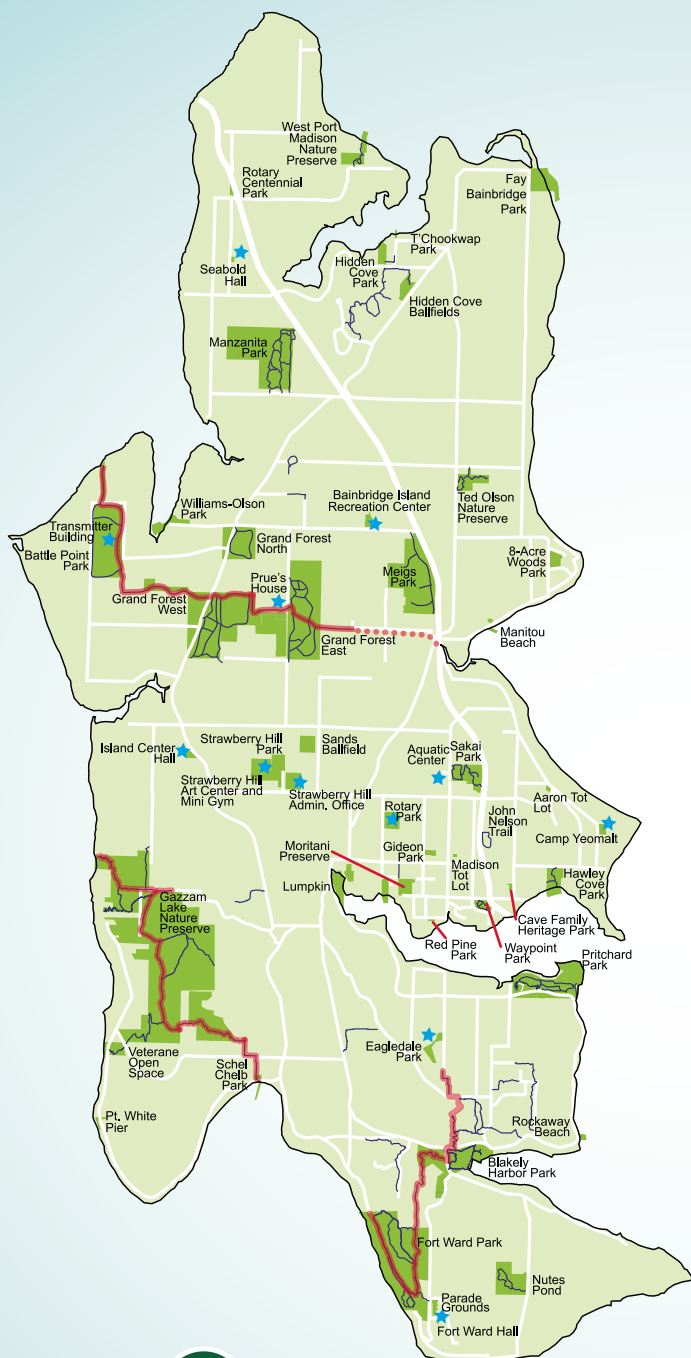 West Port
Madison
Nature
Preserve
Rotary
Centennial
Park
Fay
Bainbridge
Park
T'Chookwap
Park
Hidden
Cove
Park
Seabold
Hall
Hidden Cove
Ballfields
Manzanita
Park
Williams-Olson
Park
Bainbridge Island
Recreation Center
Ted Olson
Nature
Preserve
Transmitter
Building
Battle Point
Park
Grand Forest
North
8-Acre
Woods
Park
Prue's
House
Meigs
Park
Grand Forest
West
Grand Forest
East
Manitou
Beach
Island Center
Hall
Strawberry Hill
Park
Sands
Ballfield
Aquatic
Center
Sakai
Park
Strawberry Hill
Art Center and
Mini Gym
Strawberry Hill
Admin. Office
Aaron Tot
Lot
Rotary
Park
John
Nelson
Trail
Camp Yeomalt
Moritani
Preserve
Gideon
Park
Madison
Tot
Lot
Hawley
Cove
Park
Lumpkin
Gazzam
Lake
Nature
Preserve
Cave Family
Heritage Park
Red Pine
Park
Waypoint
Park
Pritchard
Park
Eagledale
Park
Veterane
Open
Space
Schel
Chelb
Park
Pt. White
Pier
Rockaway
Beach
Blakely
Harbor Park
Fort Ward Park
Nutes
Pond
Parade
Grounds
Fort Ward Hall